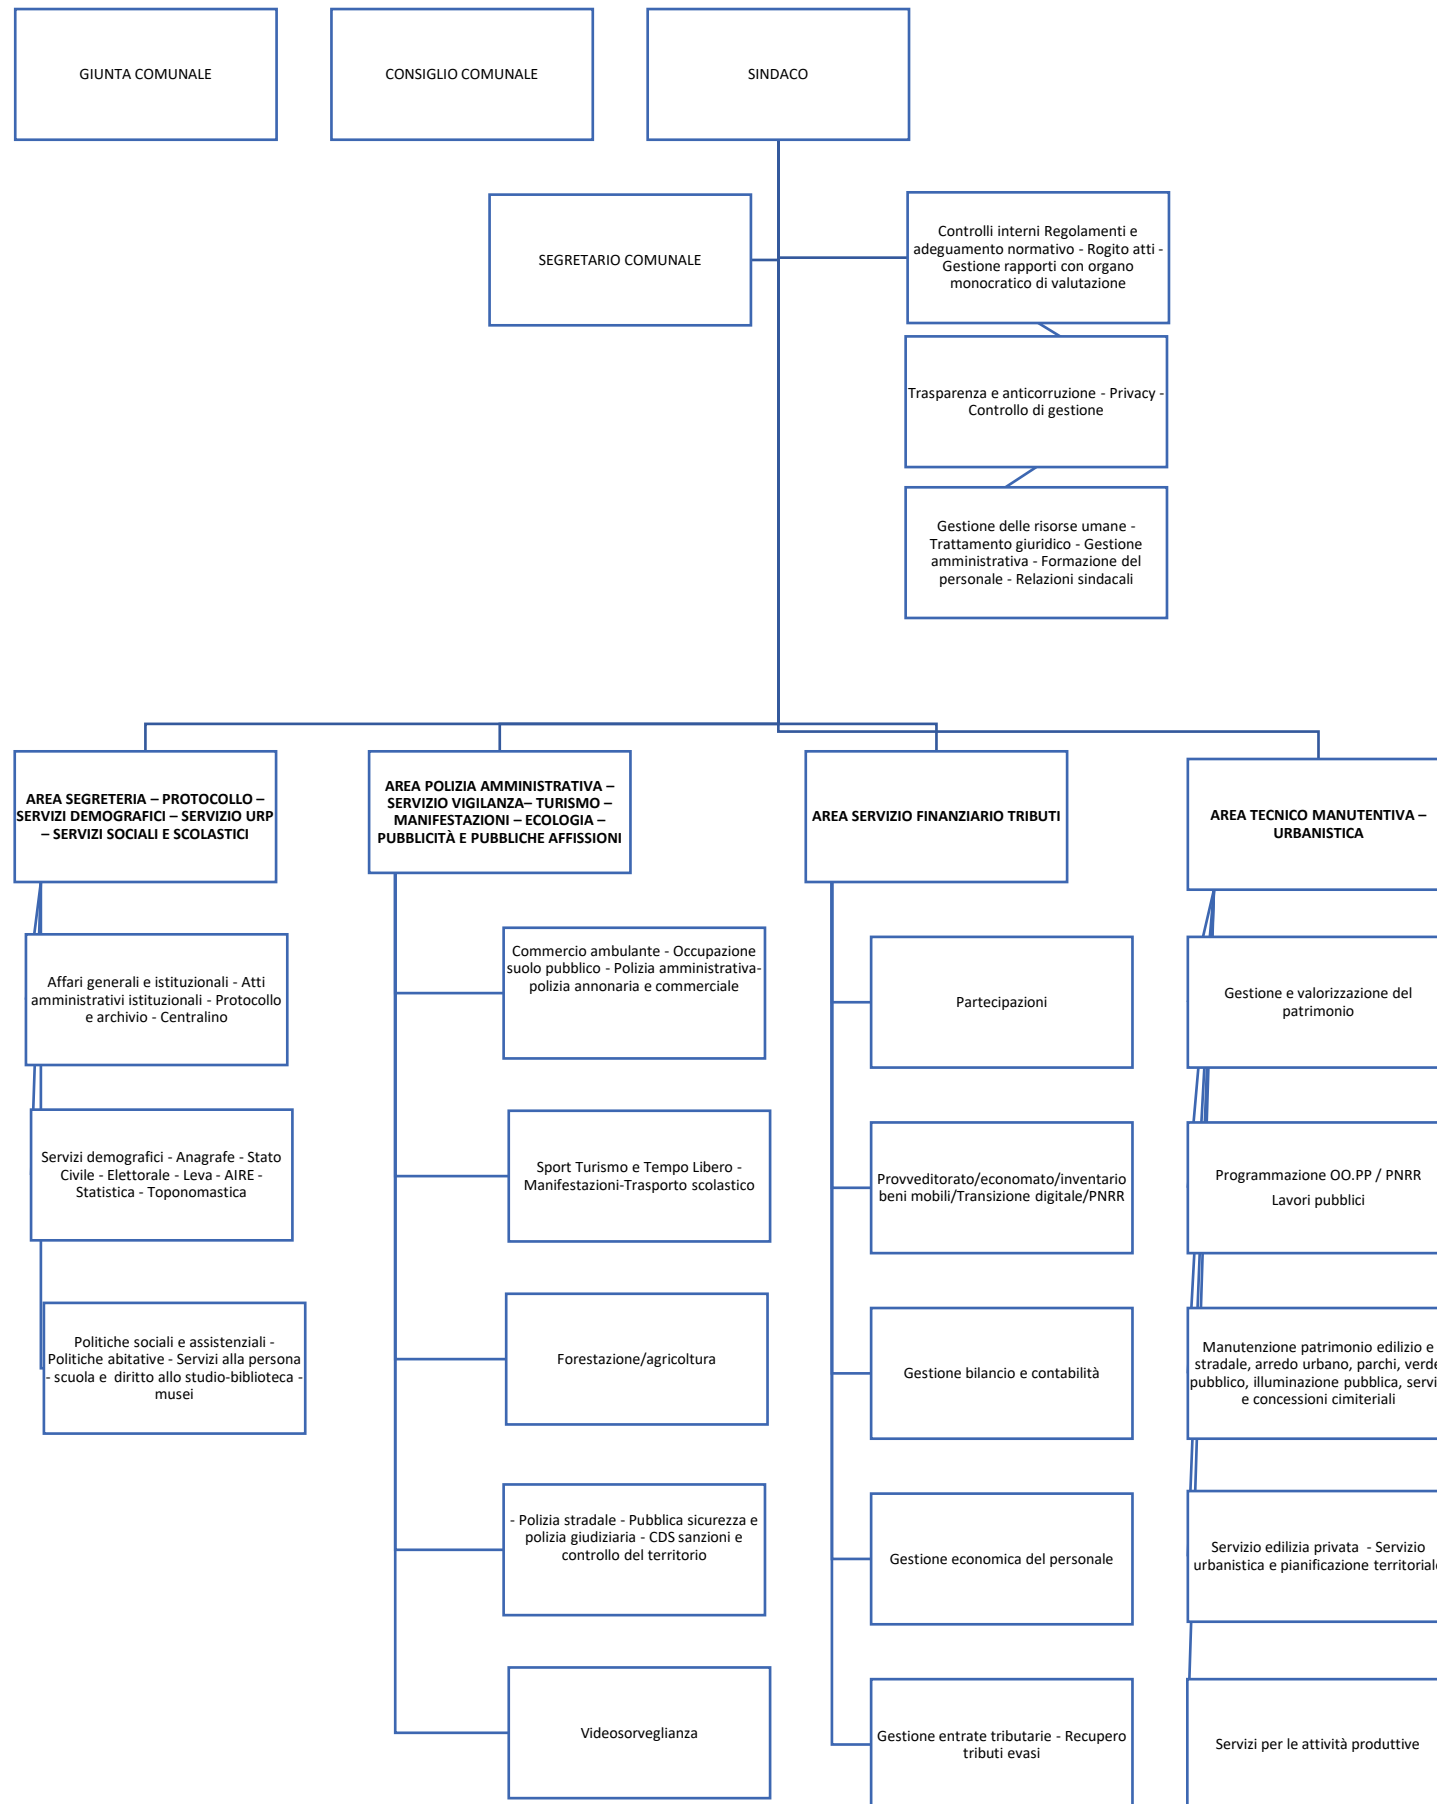 GIUNTA COMUNALE
CONSIGLIO COMUNALE
SINDACO
SEGRETARIO COMUNALE
Controlli interni Regolamenti e
adeguamento normativo - Rogito atti -
Gestione rapporti con organo
monocratico di valutazione
Trasparenza e anticorruzione - Privacy -
Controllo di gestione
Gestione delle risorse umane -
Trattamento giuridico - Gestione
amministrativa - Formazione del
personale - Relazioni sindacali
AREA SEGRETERIA – PROTOCOLLO –
SERVIZI DEMOGRAFICI – SERVIZIO URP
– SERVIZI SOCIALI E SCOLASTICI
Affari generali e istituzionali - Atti
amministrativi istituzionali - Protocollo
e archivio - Centralino
Servizi demografici - Anagrafe - Stato
Civile - Elettorale - Leva - AIRE -
Statistica - Toponomastica
Politiche sociali e assistenziali -
Politiche abitative - Servizi alla persona
- scuola e diritto allo studio-biblioteca -
musei
AREA POLIZIA AMMINISTRATIVA –
SERVIZIO VIGILANZA– TURISMO –
MANIFESTAZIONI – ECOLOGIA –
PUBBLICITÀ E PUBBLICHE AFFISSIONI
Commercio ambulante - Occupazione
suolo pubblico - Polizia amministrativa-
polizia annonaria e commerciale
Sport Turismo e Tempo Libero -
Manifestazioni-Trasporto scolastico
Forestazione/agricoltura
- Polizia stradale - Pubblica sicurezza e
polizia giudiziaria - CDS sanzioni e
controllo del territorio
Videosorveglianza
AREA SERVIZIO FINANZIARIO TRIBUTI
Partecipazioni
Provveditorato/economato/inventario
beni mobili/Transizione digitale/PNRR
Gestione bilancio e contabilità
Gestione economica del personale
Gestione entrate tributarie - Recupero
tributi evasi
AREA TECNICO MANUTENTIVA –
URBANISTICA
Gestione e valorizzazione del
patrimonio
Programmazione OO.PP / PNRR
Lavori pubblici
Manutenzione patrimonio edilizio e
stradale, arredo urbano, parchi, verde
pubblico, illuminazione pubblica, servi
e concessioni cimiteriali
Servizio edilizia privata - Servizio
urbanistica e pianificazione territoriale
Servizi per le attività produttive